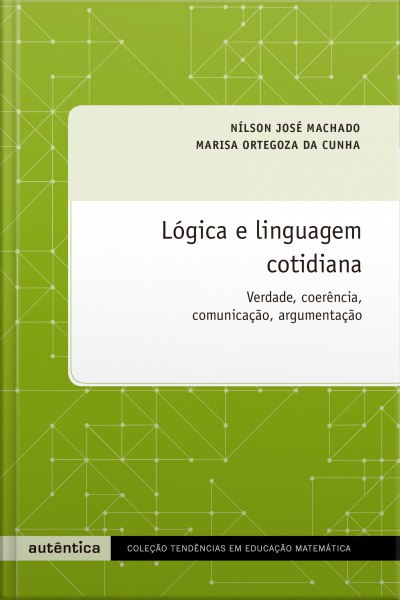 NÍLSON JOSÉ MACHADO
MARISA ORTEGOZA DA CUNHA
Lógica e linguagem
cotidiana
Verdade, coerência,
comunicação, argumentação
autêntica
COLEÇÃO TENDÊNCIAS EM EDUCAÇÃO MATEMÁTICA